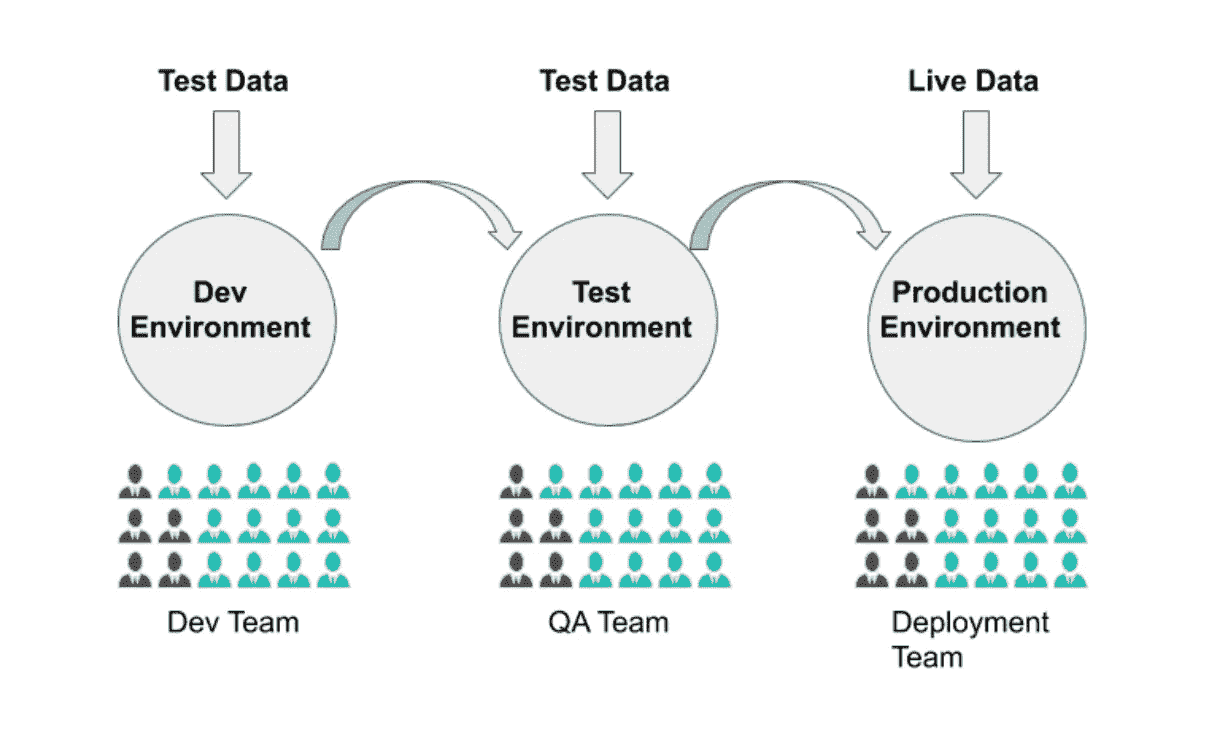 Test Data
Test Data
Live Data
Dev
Environment
Test
Environment
Production
Environment
Dev Team
QA Team
Deployment
Team